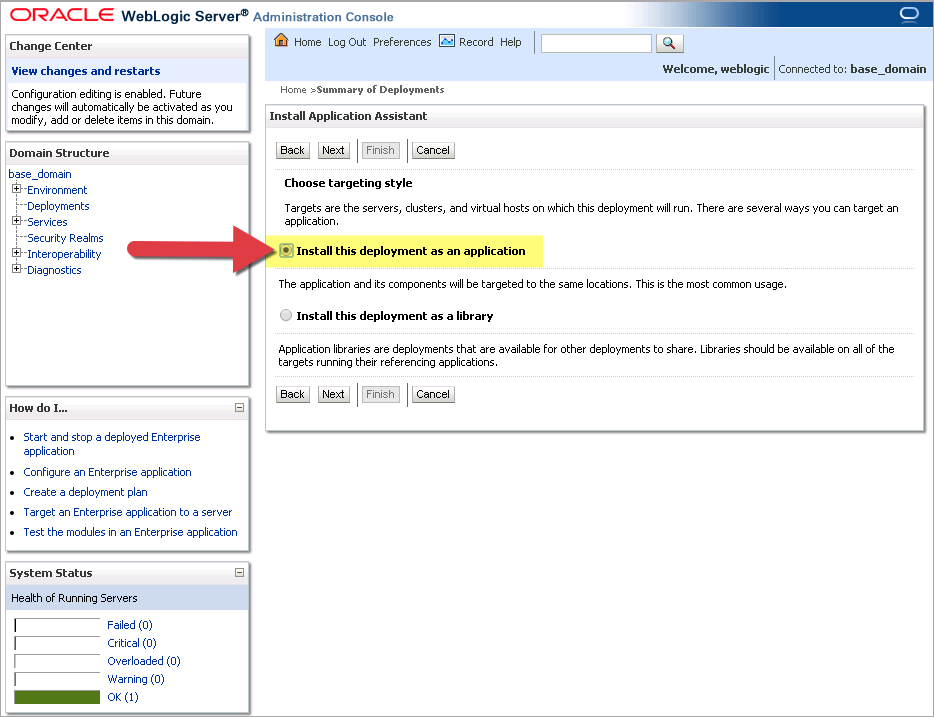 ORACLE WebLogic Server® Administration Console
Change Center
View changes and restarts
Configuration editing is enabled. Future
changes will automatically be activated as you
modify, add or delete items in this domain.
Domain Structure
base_domain
Environment
Deployments
Services
Security Realms
Interoperability
Diagnostics
How do I...
Start and stop a deployed Enterprise
application
Configure an Enterprise application
Create a deployment plan
Target an Enterprise application to a server
Test the modules in an Enterprise application
System Status
Health of Running Servers
Failed (0)
Critical (0)
Overloaded (0)
Warning (0)
OK (1)
Home Log Out Preferences Record Help
Welcome, weblogic Connected to: base_domain
Home >Summary of Deployments
Install Application Assistant
Back Next Finish Cancel
Choose targeting style
Targets are the servers, clusters, and virtual hosts on which this deployment will run. There are several ways you can target an
application.
Install this deployment as an application
The application and its components will be targeted to the same locations. This is the most common usage.
Install this deployment as a library
Application libraries are deployments that are available for other deployments to share. Libraries should be available on all of the
targets running their referencing applications.
Back Next Finish Cancel